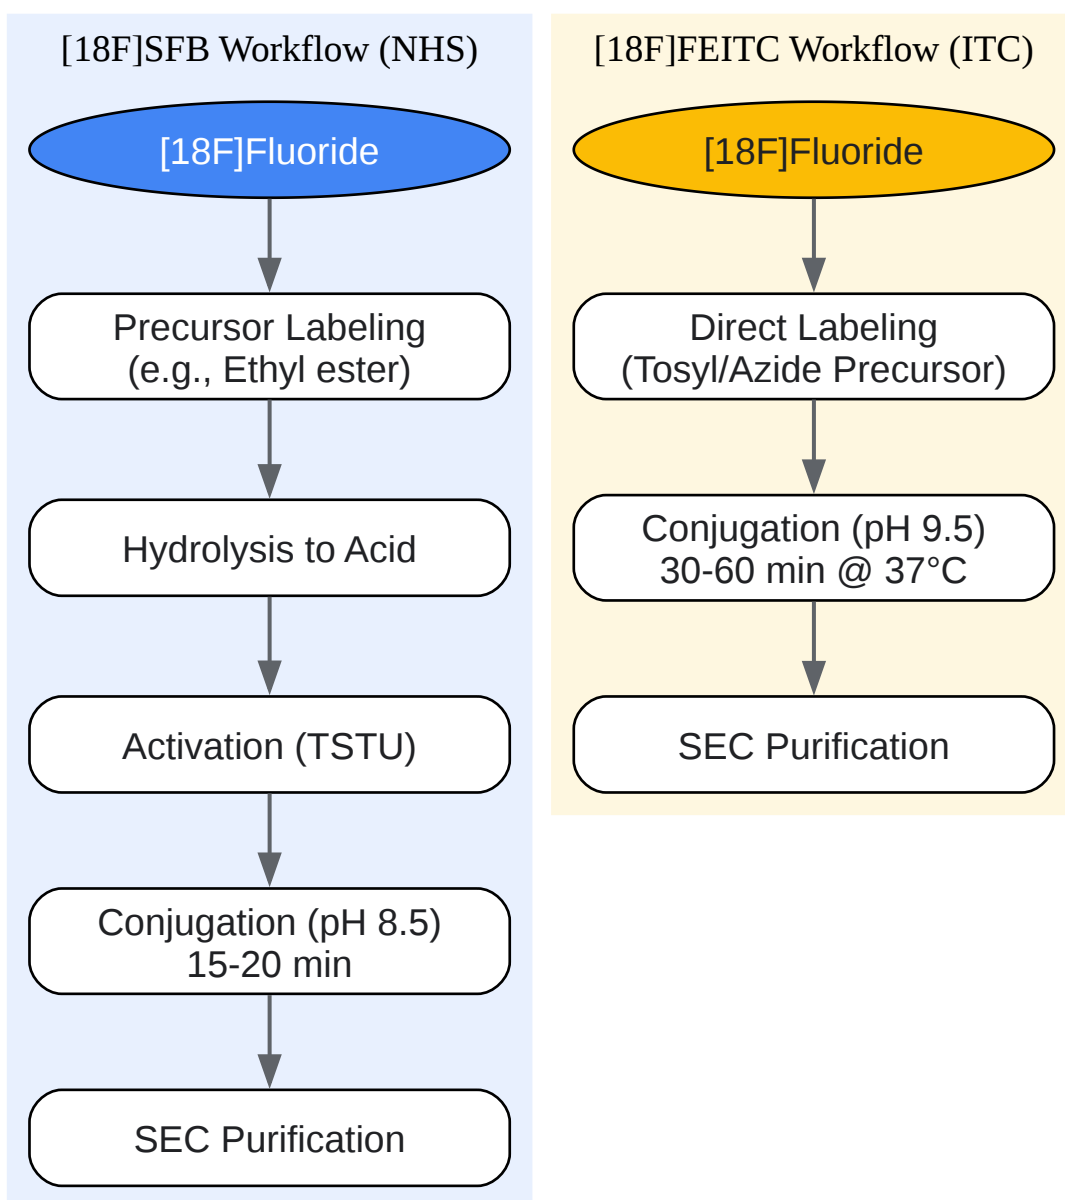 [18F]SFB Workflow (NHS)
[18F]Fluoride
Precursor Labeling
(e.g., Ethyl ester)
Hydrolysis to Acid
Activation (TSTU)
Conjugation (pH 8.5)
15-20 min
SEC Purification
[18F]FEITC Workflow (ITC)
[18F]Fluoride
Direct Labeling
(Tosyl/Azide Precursor)
Conjugation (pH 9.5)
30-60 min @ 37°C
SEC Purification